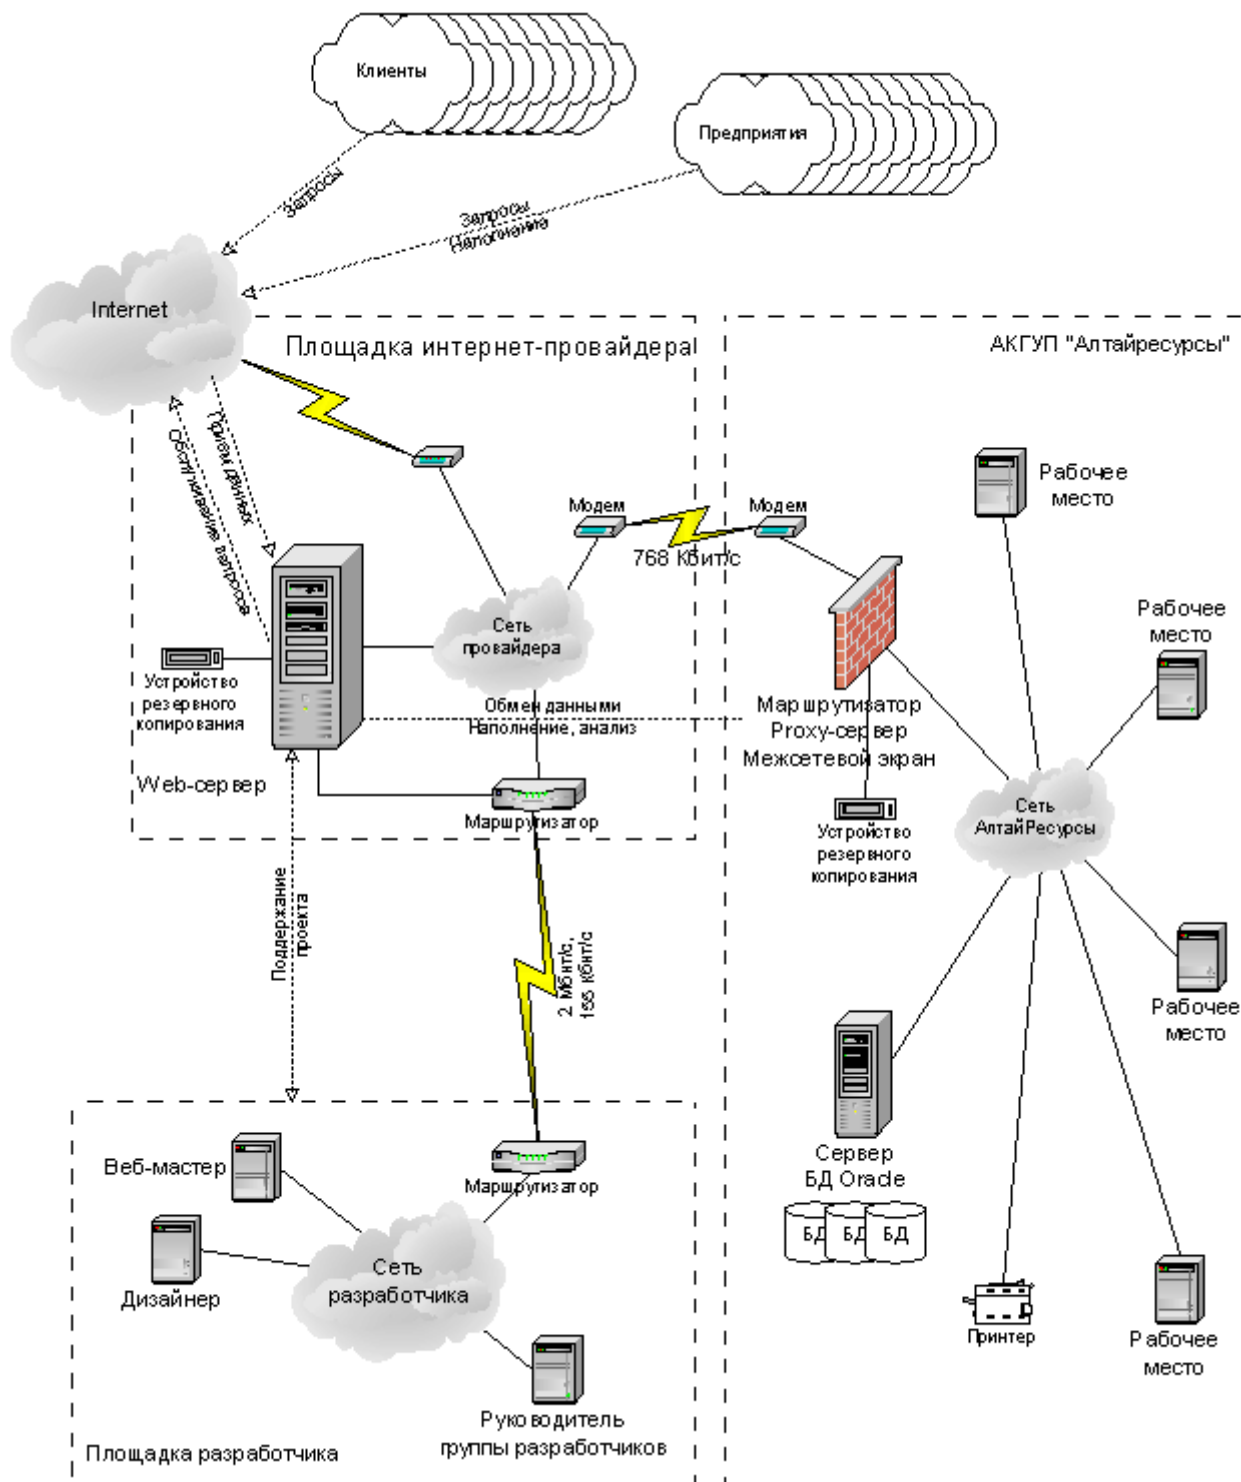 Клиенты
Предприятия
Запросы
Запросы
Наполнение
Internet
Площадка интернет-провайдера
АКГУП "Алтайресурсы"
Прием данных
Обслуживание запросов
Модем
Модем
768 Кбит/с
Рабочее
место
Рабочее
место
Сеть
провайдера
Устройство
резервного
копирования
Обмен данными
Наполнение, анализ
Маршрутизатор
Proxy-сервер
Межсетевой экран
Web-сервер
Маршрутизатор
Сеть
АлтайРесурсы
Устройство
резервного
копирования
Поддержание
проекта
2 Мбит/с,
155 Кбит/с
Рабочее
место
Сервер
БД Oracle
БД
БД
БД
Веб-мастер
Маршрутизатор
Дизайнер
Сеть
разработчика
Принтер
Рабочее
место
Руководитель
группы разработчиков
Площадка разработчика